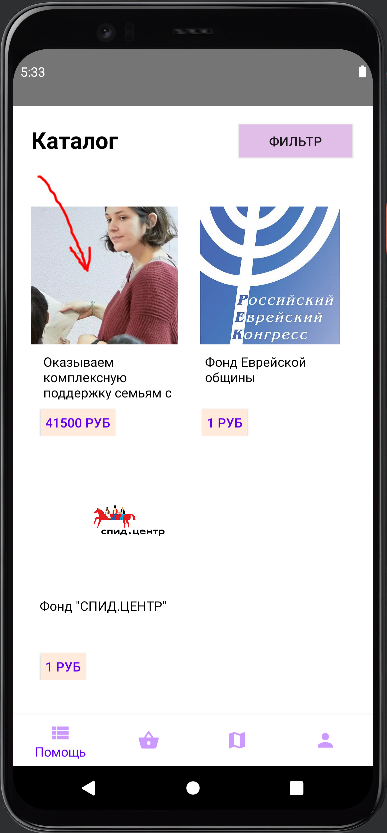 5:33
Каталог
ФИЛЬТР
Российский
Еврейский
Конгресс
Оказываем
комплексную
поддержку семьям с
41500 РУБ
Фонд Еврейской
общины
1 РУБ
спид.центр
Фонд "СПИД.ЦЕНТР"
1 РУБ
Помощь